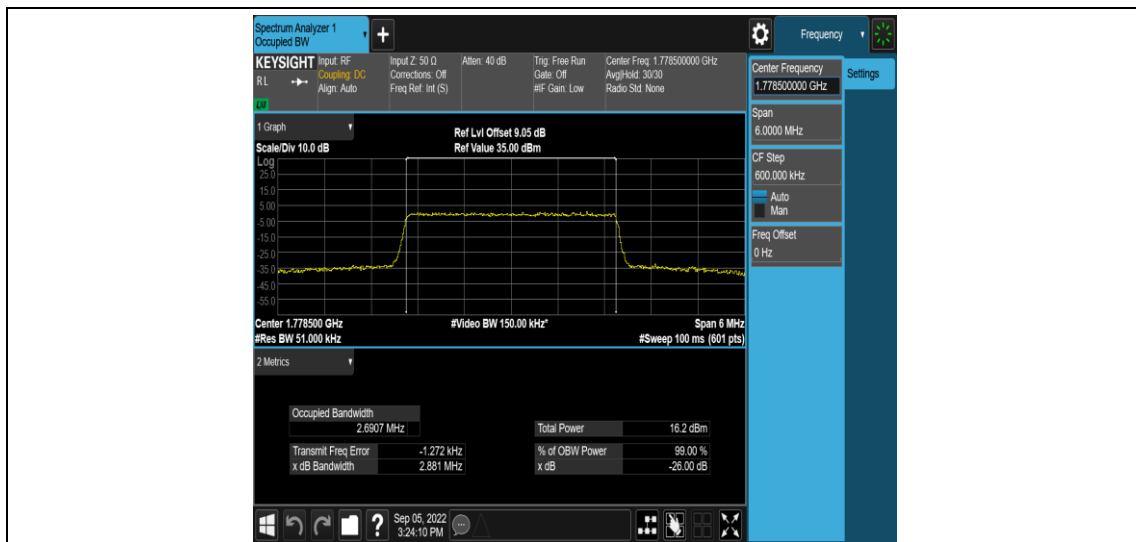 Spectrum Analyzer 1
Occupied BW
Frequency
KEYSIGHT
R L
LXI
Input: RF
Coupling: DC
Align: Auto
Input Z: 50 Ω
Corrections: Off
Freq Ref: Int (S)
Atten: 40 dB
Trig: Free Run
Gate: Off
#IF Gain: Low
Center Freq: 1.778500000 GHz
Avg|Hold: 30/30
Radio Std: None
Center Frequency
1.778500000 GHz
Settings
Span
6.0000 MHz
CF Step
600.000 kHz
Auto
Man
Freq Offset
0 Hz
1 Graph
Scale/Div 10.0 dB
Ref Lvl Offset 9.05 dB
Ref Value 35.00 dBm
Log
25.0
15.0
5.00
-5.00
-15.0
-25.0
-35.0
-45.0
-55.0
Center 1.778500 GHz
#Video BW 150.00 kHz*
Span 6 MHz
#Res BW 51.000 kHz
#Sweep 100 ms (601 pts)
2 Metrics
Occupied Bandwidth
2.6907 MHz
Total Power 16.2 dBm
Transmit Freq Error -1.272 kHz
% of OBW Power 99.00 %
x dB Bandwidth 2.881 MHz
x dB -26.00 dB
Sep 05, 2022
3:24:10 PM